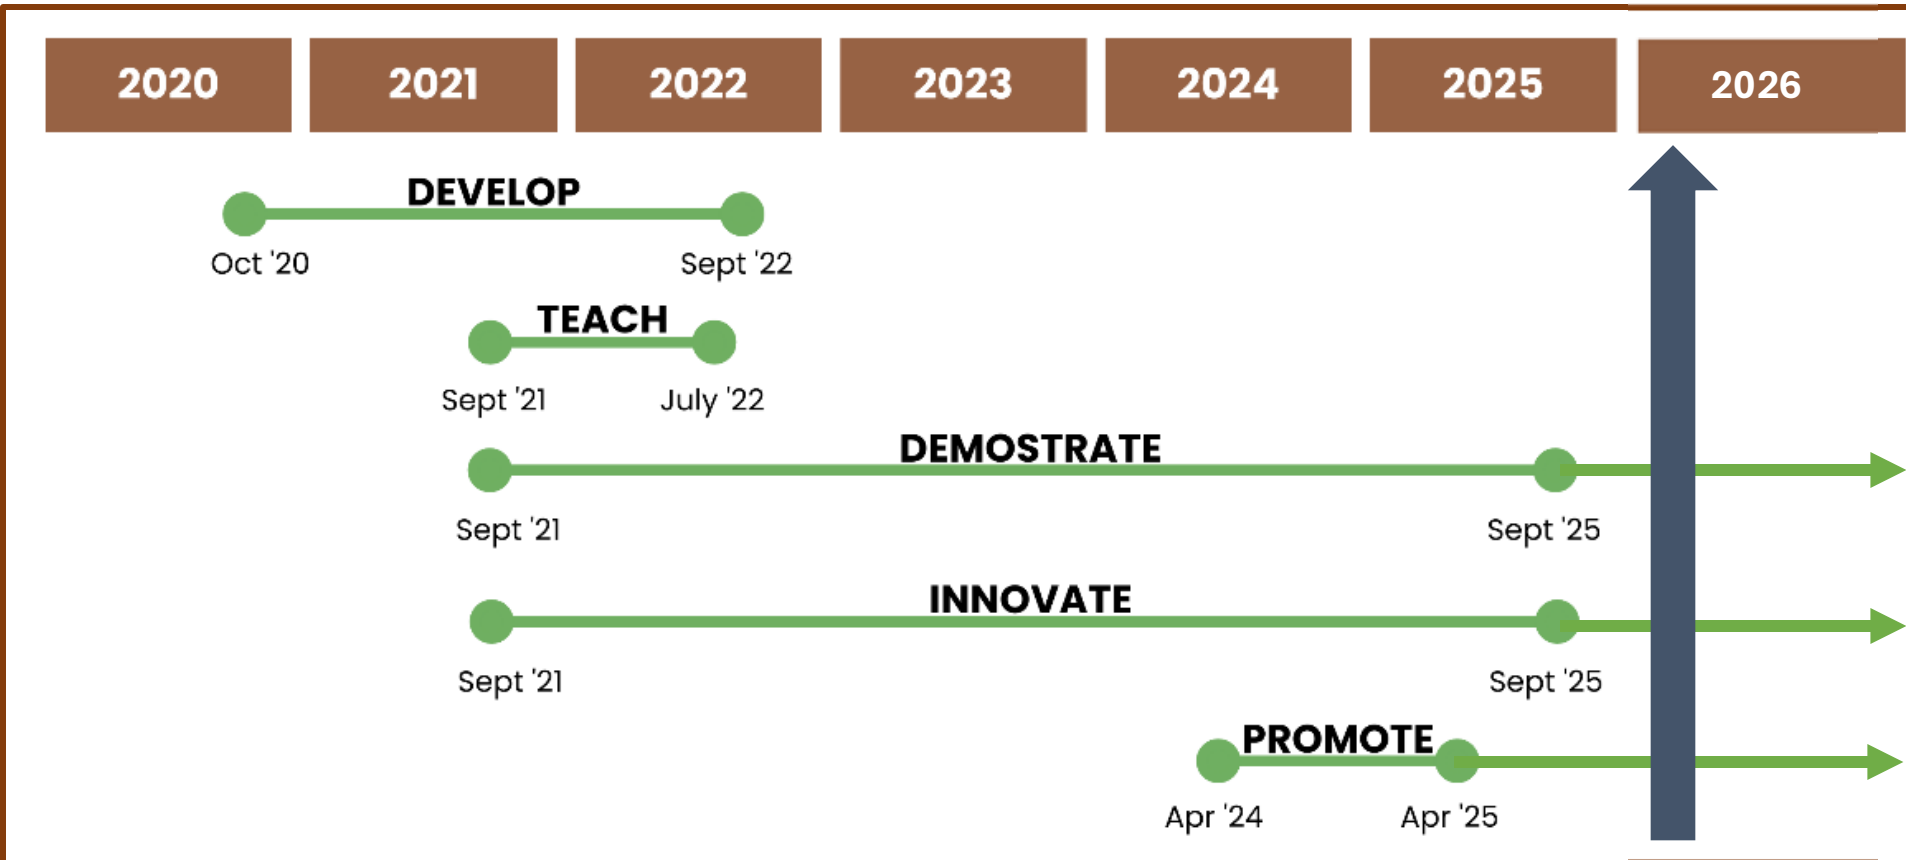 2020 2021 2022 2023 2024 2025 2026
DEVELOP
Oct '20 Sept '22
TEACH
Sept '21 July '22
DEMOSTRATE
Sept '21 Sept '25
INNOVATE
Sept '21 Sept '25
PROMOTE
Apr '24 Apr '25